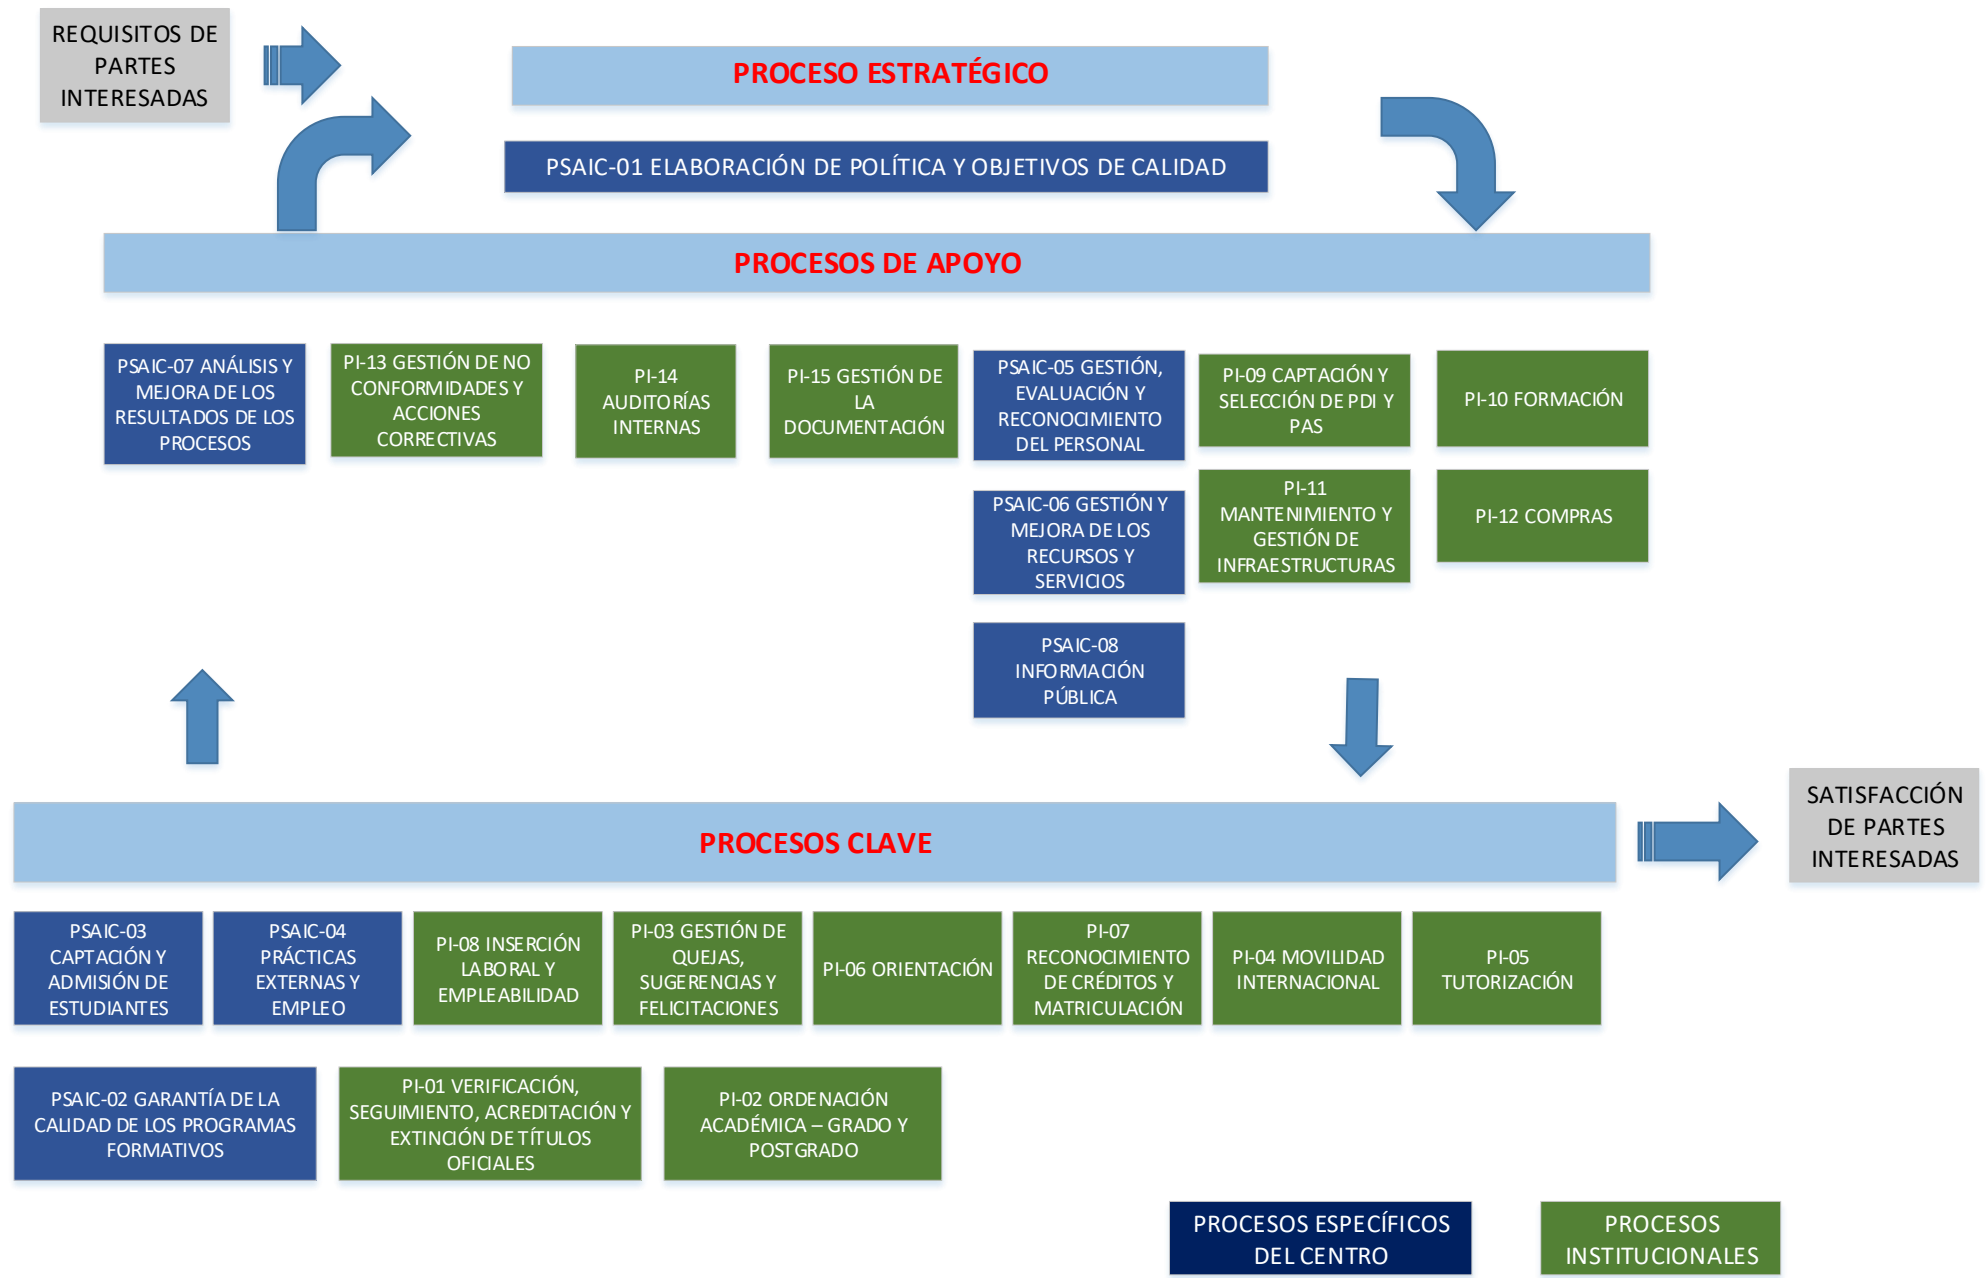 REQUISITOS DE
PARTES
INTERESADAS
PROCESO ESTRATÉGICO
PSAIC-01 ELABORACIÓN DE POLÍTICA Y OBJETIVOS DE CALIDAD
PROCESOS DE APOYO
PSAIC-07 ANÁLISIS Y
MEJORA DE LOS
RESULTADOS DE LOS
PROCESOS
PI-13 GESTIÓN DE NO
CONFORMIDADES Y
ACCIONES
CORRECTIVAS
PI-14
AUDITORÍAS
INTERNAS
PI-15 GESTIÓN DE
LA
DOCUMENTACIÓN
PSAIC-05 GESTIÓN,
EVALUACIÓN Y
RECONOCIMIENTO
DEL PERSONAL
PI-09 CAPTACIÓN Y
SELECCIÓN DE PDI Y
PAS
PI-10 FORMACIÓN
PSAIC-06 GESTIÓN Y
MEJORA DE LOS
RECURSOS Y
SERVICIOS
PI-11
MANTENIMIENTO Y
GESTIÓN DE
INFRAESTRUCTURAS
PI-12 COMPRAS
PSAIC-08
INFORMACIÓN
PÚBLICA
PROCESOS CLAVE
SATISFACCIÓN
DE PARTES
INTERESADAS
PSAIC-03
CAPTACIÓN Y
ADMISIÓN DE
ESTUDIANTES
PSAIC-04
PRÁCTICAS
EXTERNAS Y
EMPLEO
PI-08 INSERCIÓN
LABORAL Y
EMPLEABILIDAD
PI-03 GESTIÓN DE
QUEJAS,
SUGERENCIAS Y
FELICITACIONES
PI-06 ORIENTACIÓN
PI-07
RECONOCIMIENTO
DE CRÉDITOS Y
MATRICULACIÓN
PI-04 MOVILIDAD
INTERNACIONAL
PI-05
TUTORIZACIÓN
PSAIC-02 GARANTÍA DE LA
CALIDAD DE LOS PROGRAMAS
FORMATIVOS
PI-01 VERIFICACIÓN,
SEGUIMIENTO, ACREDITACIÓN Y
EXTINCIÓN DE TÍTULOS
OFICIALES
PI-02 ORDENACIÓN
ACADÉMICA – GRADO Y
POSTGRADO
PROCESOS ESPECÍFICOS
DEL CENTRO
PROCESOS
INSTITUCIONALES